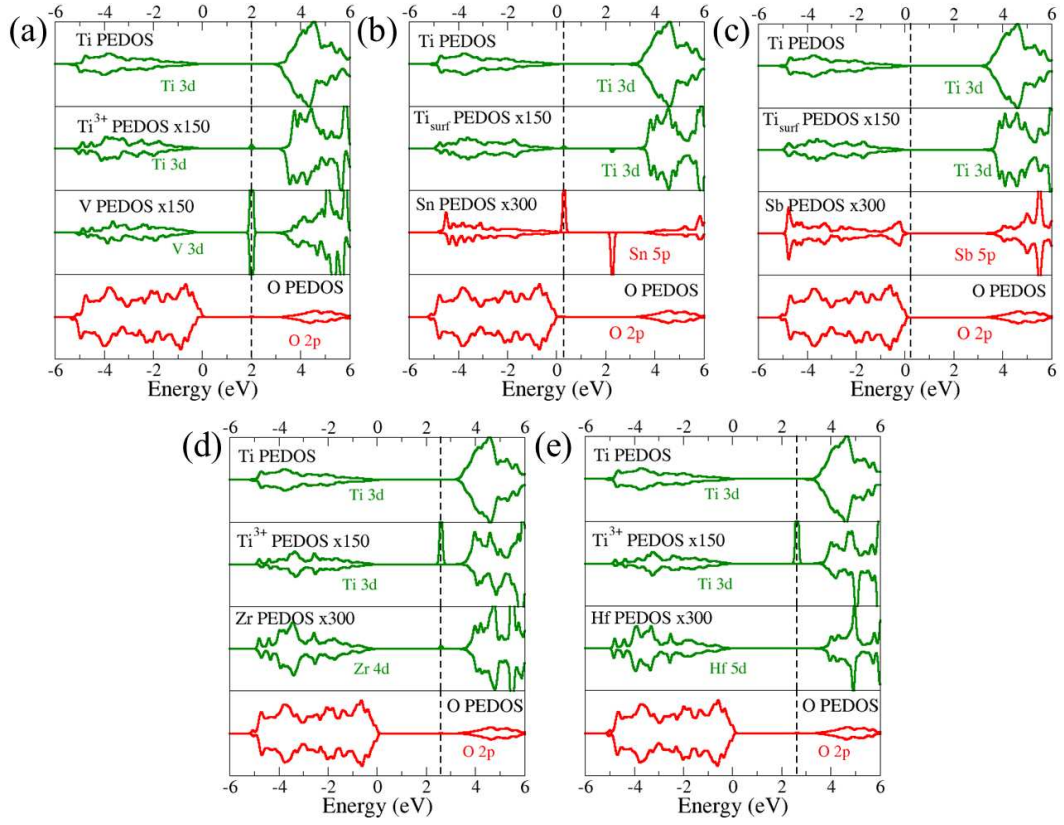 (a)
-6 -4 -2 0 2 4 6
Ti PEDOS
Ti 3d
Ti³⁺ PEDOS x150
Ti 3d
V PEDOS x150
V 3d
O PEDOS
O 2p
-6 -4 -2 0 2 4 6
Energy (eV)
(b)
-6 -4 -2 0 2 4 6
Ti PEDOS
Ti 3d
Ti_surf PEDOS x150
Ti 3d
Sn PEDOS x300
Sn 5p
O PEDOS
O 2p
-6 -4 -2 0 2 4 6
Energy (eV)
(c)
-6 -4 -2 0 2 4 6
Ti PEDOS
Ti 3d
Ti_surf PEDOS x150
Ti 3d
Sb PEDOS x300
Sb 5p
O PEDOS
O 2p
-6 -4 -2 0 2 4 6
Energy (eV)
(d)
-6 -4 -2 0 2 4 6
Ti PEDOS
Ti 3d
Ti³⁺ PEDOS x150
Ti 3d
Zr PEDOS x300
Zr 4d
O PEDOS
O 2p
-6 -4 -2 0 2 4 6
Energy (eV)
(e)
-6 -4 -2 0 2 4 6
Ti PEDOS
Ti 3d
Ti³⁺ PEDOS x150
Ti 3d
Hf PEDOS x300
Hf 5d
O PEDOS
O 2p
-6 -4 -2 0 2 4 6
Energy (eV)